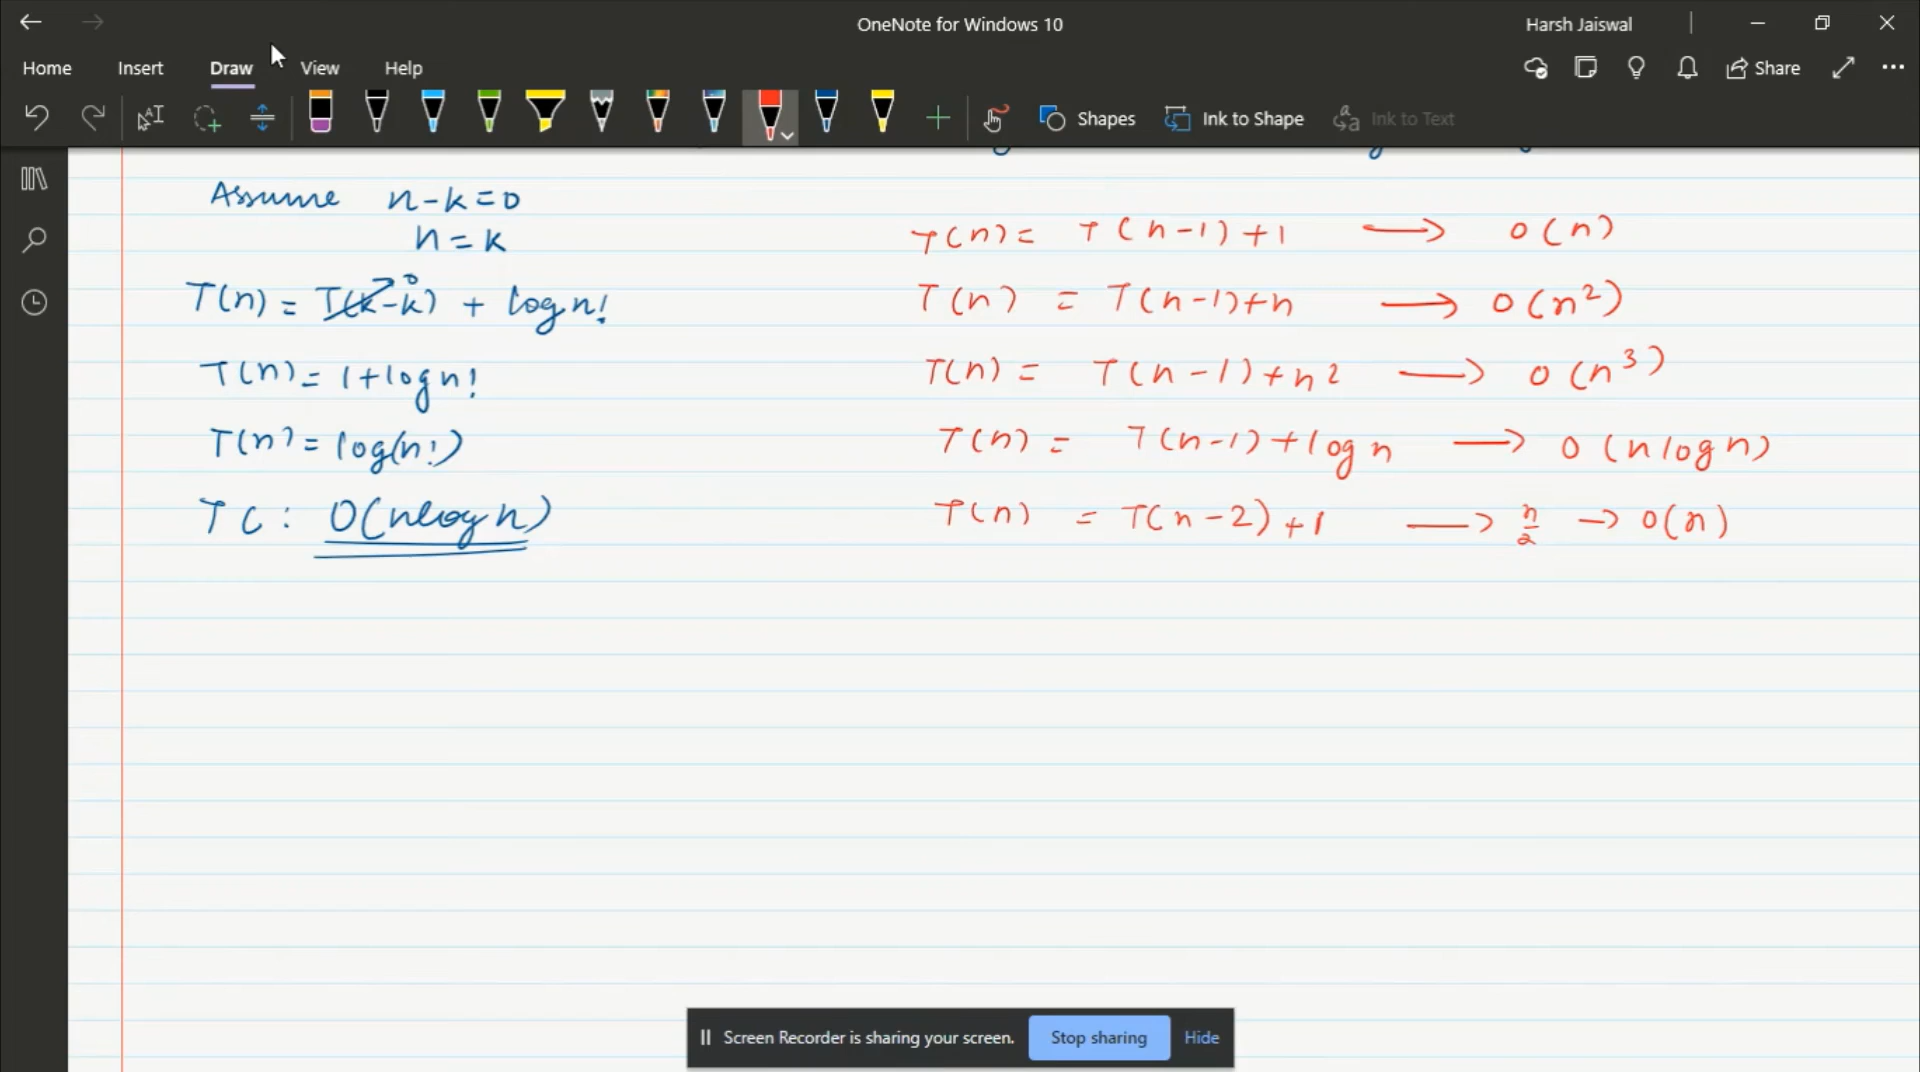 OneNote for Windows 10
Harsh Jaiswal
Home Insert Draw View Help
Share
Shapes Ink to Shape Ink to Text
Assume n-k=0
n=k
T(n) = T(k-k) 0 + log n!
T(n) = 1+log n!
T(n) = log(n!)
TC: O(n log n)
T(n) = T(n-1)+1 → O(n)
T(n) = T(n-1)+n → O(n²)
T(n) = T(n-1)+n² → O(n³)
T(n) = T(n-1)+log n → O(n log n)
T(n) = T(n-2)+1 → n/2 → O(n)
Screen Recorder is sharing your screen. Stop sharing Hide